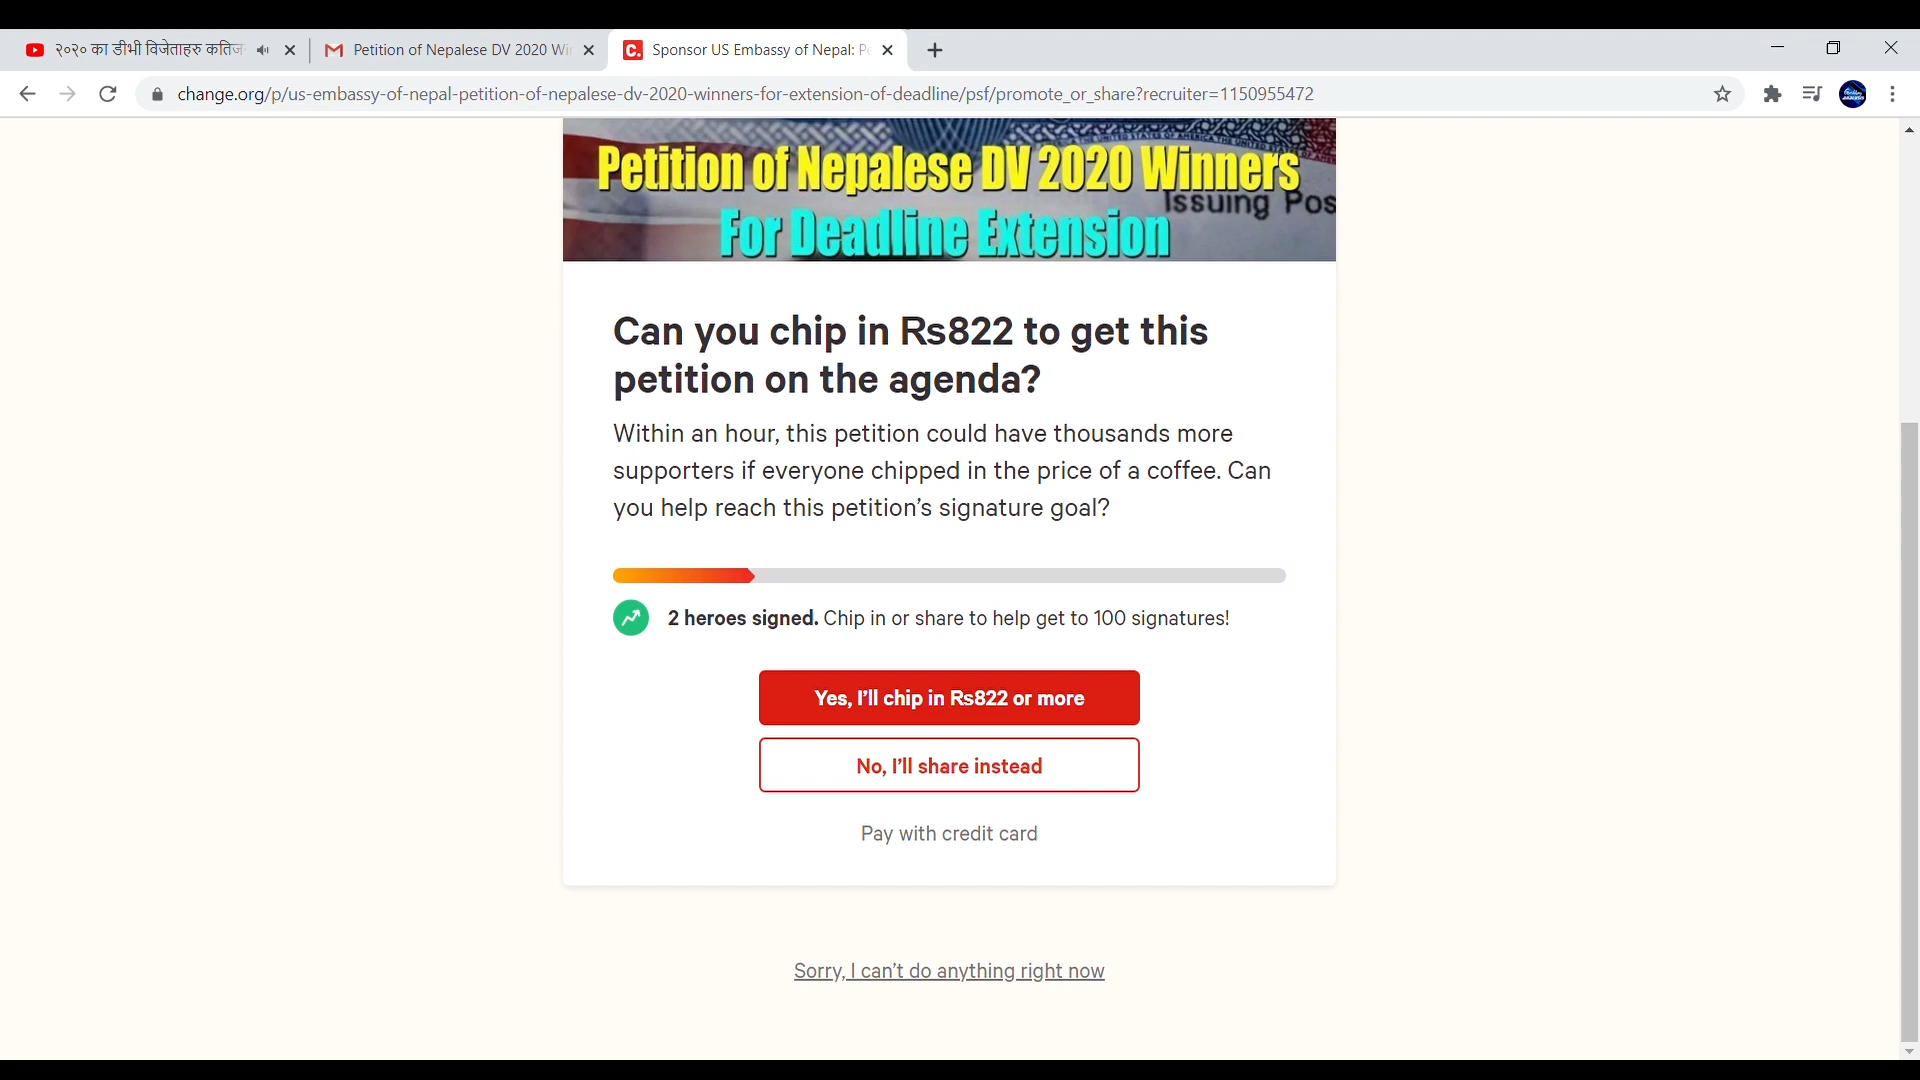 २०२० का डीभी विजेताहरु कतिज
Petition of Nepalese DV 2020 Wi
Sponsor US Embassy of Nepal: P
change.org/p/us-embassy-of-nepal-petition-of-nepalese-dv-2020-winners-for-extension-of-deadline/psf/promote_or_share?recruiter=1150955472
Petition of Nepalese DV 2020 Winners
Issuing Pos
For Deadline Extension
Can you chip in Rs822 to get this
petition on the agenda?
Within an hour, this petition could have thousands more
supporters if everyone chipped in the price of a coffee. Can
you help reach this petition’s signature goal?
2 heroes signed. Chip in or share to help get to 100 signatures!
Yes, I’ll chip in Rs822 or more
No, I’ll share instead
Pay with credit card
Sorry, I can’t do anything right now